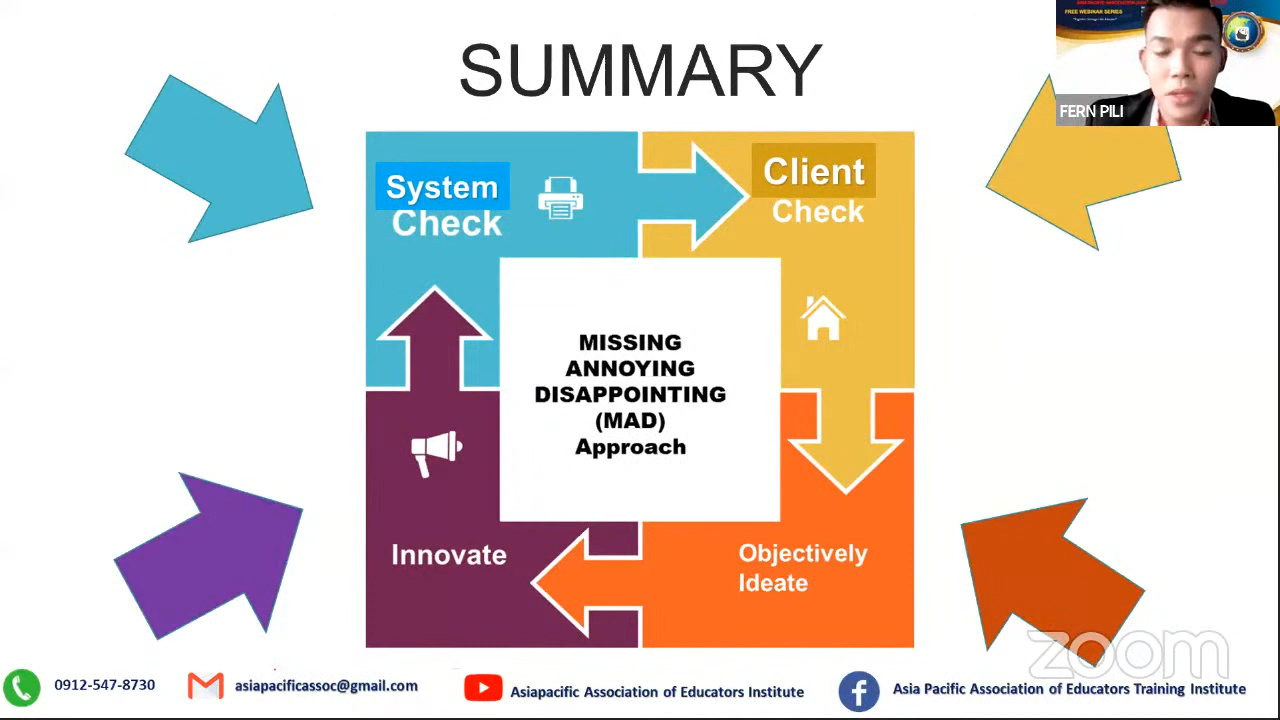 SUMMARY
FREE WEBINAR SERIES
FERN PILI
System
Check
Client
Check
MISSING
ANNOYING
DISAPPOINTING
(MAD)
Approach
Innovate
Objectively
Ideate
zoom
0912-547-8730
asiapacificassoc@gmail.com
Asiapacific Association of Educators Institute
Asia Pacific Association of Educators Training Institute